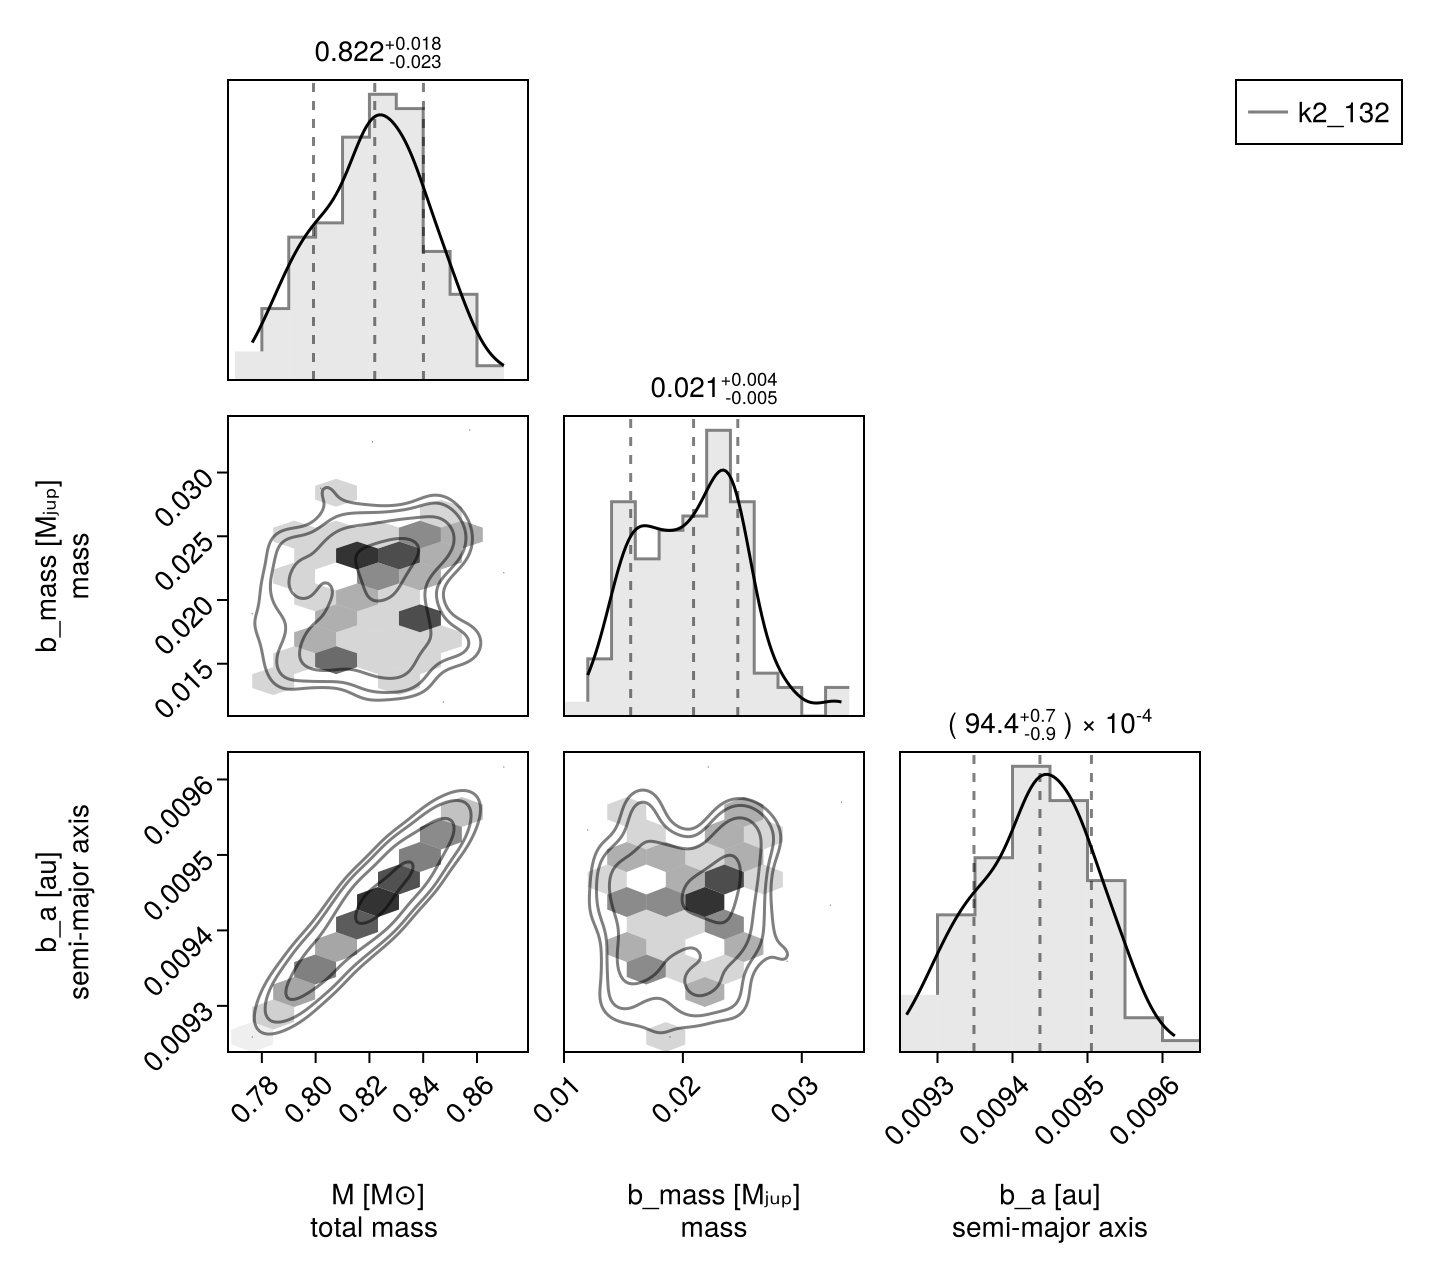 0.822+0.018-0.023
k2_132
0.021+0.004-0.005
b_mass [Mⱼᵤₚ]
mass
0.030
0.025
0.020
0.015
( 94.4+0.7-0.9 ) × 10-4
b_a [au]
semi-major axis
0.0096
0.0095
0.0094
0.0093
0.78 0.80 0.82 0.84 0.86
0.01 0.02 0.03
0.0093 0.0094 0.0095 0.0096
M [M⊙]
total mass
b_mass [Mⱼᵤₚ]
mass
b_a [au]
semi-major axis